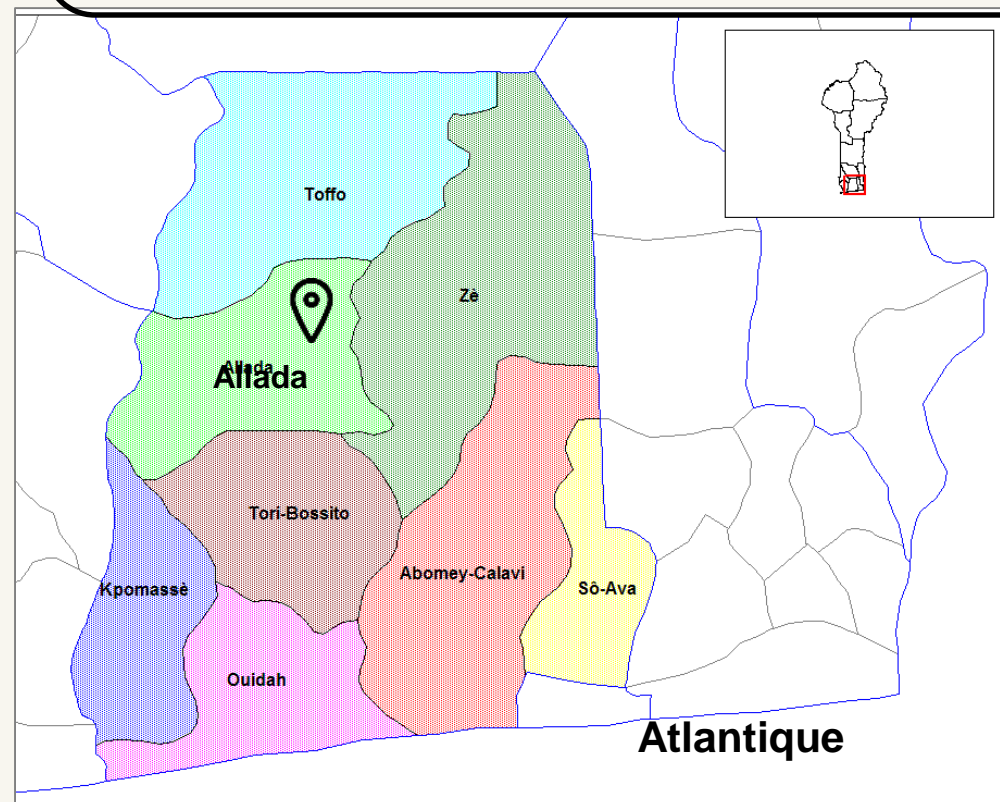 Toffo
Zè
Allada
Allada
Tori-Bossito
Abomey-Calavi
Kpomassè
Sô-Ava
Ouidah
Atlantique